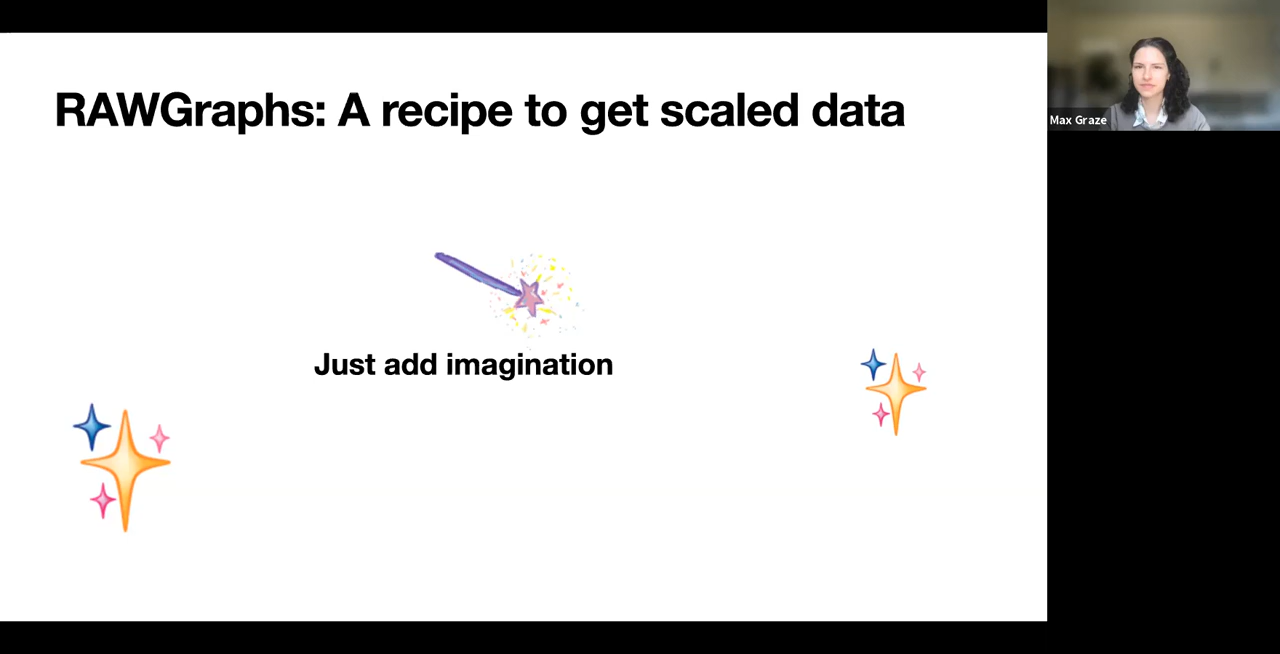 RAWGraphs: A recipe to get scaled data
Max Graze
Just add imagination